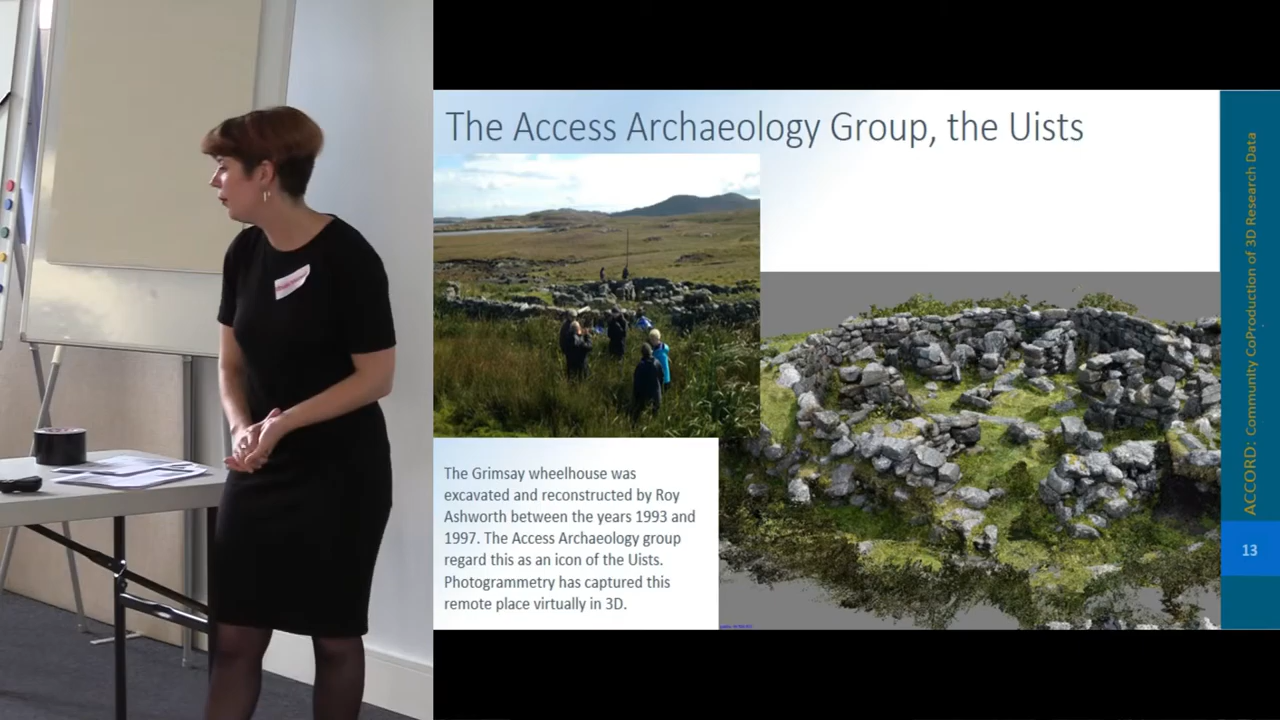 The Access Archaeology Group, the Uists
The Grimsay wheelhouse was
excavated and reconstructed by Roy
Ashworth between the years 1993 and
1997. The Access Archaeology group
regard this as an icon of the Uists.
Photogrammetry has captured this
remote place virtually in 3D.
ACCORD: Community CoProduction of 3D Research Data
13